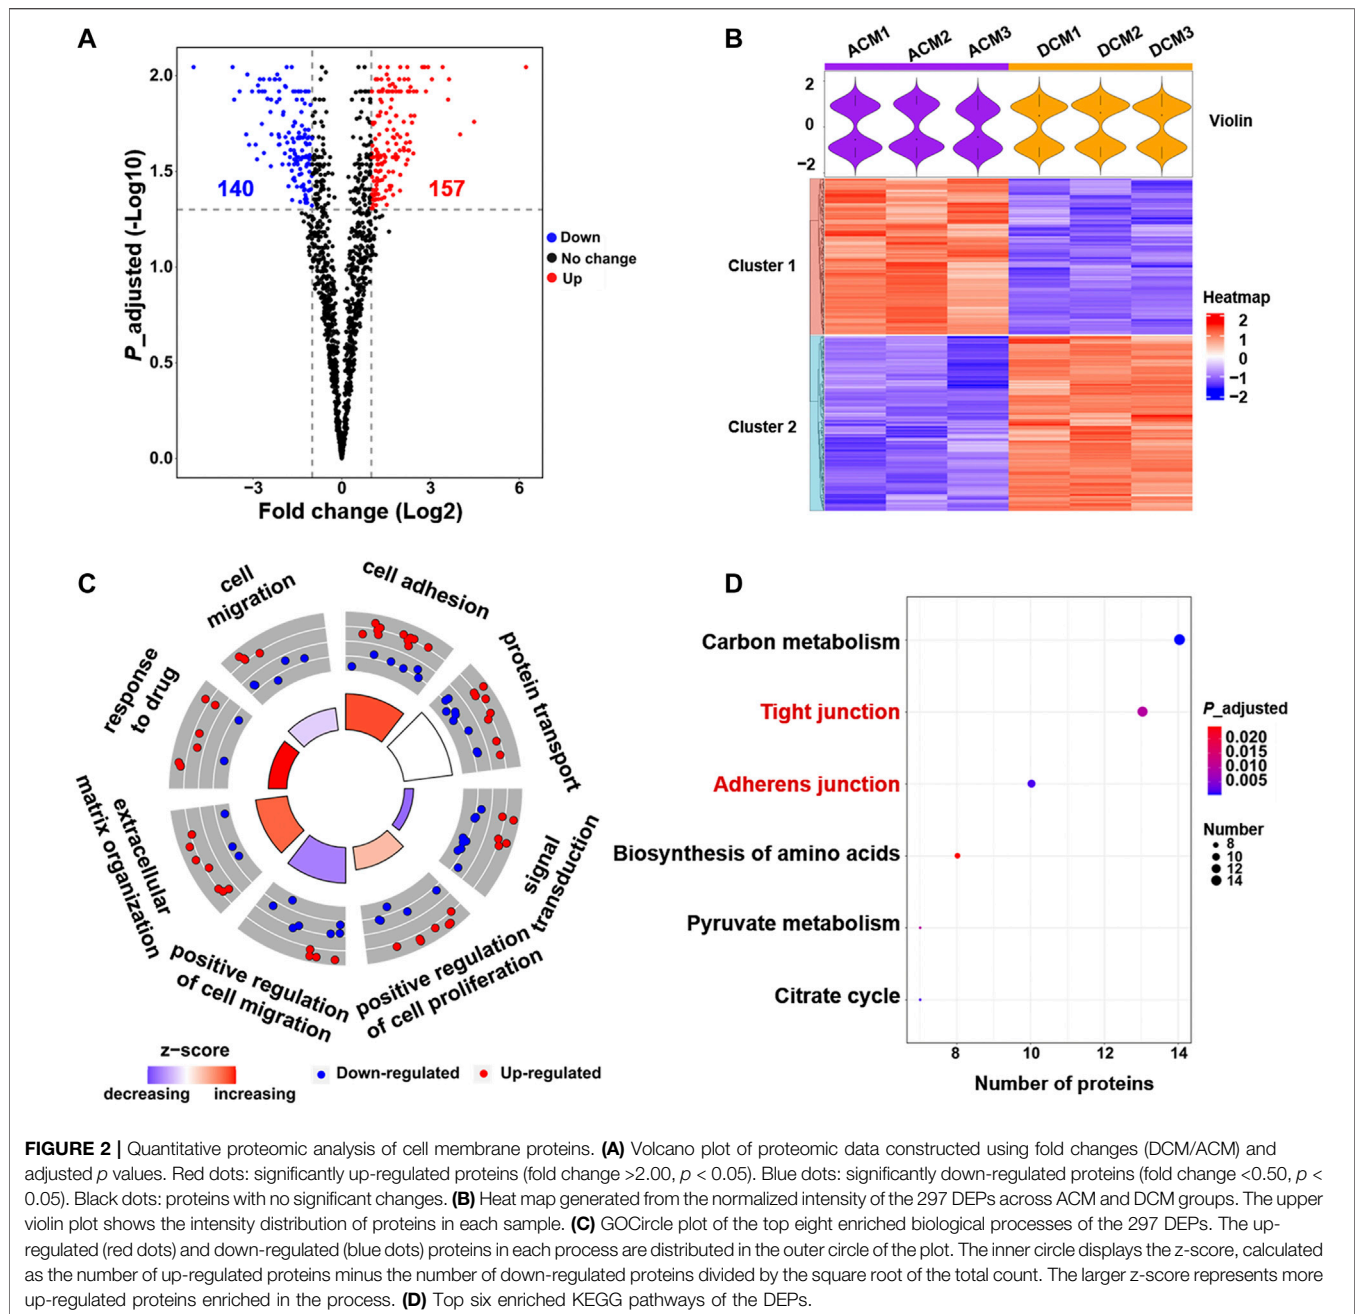 A
P_adjusted (-Log10)
2.0
1.5
1.0
0.5
0.0
140
157
−3
0
3
6
Fold change (Log2)
Down
No change
Up
B
ACM1
ACM2
ACM3
DCM1
DCM2
DCM3
2
0
−2
Violin
Cluster 1
Cluster 2
Heatmap
2
1
0
−1
−2
C
cell
migration
cell adhesion
protein transport
signal
transduction
positive regulation
of cell proliferation
positive regulation
of cell migration
extracellular
matrix organization
response
to drug
z−score
decreasing
increasing
Down-regulated
Up-regulated
D
Carbon metabolism
Tight junction
Adherens junction
Biosynthesis of amino acids
Pyruvate metabolism
Citrate cycle
8
10
12
14
Number of proteins
P_adjusted
0.020
0.015
0.010
0.005
Number
8
10
12
14
FIGURE 2 | Quantitative proteomic analysis of cell membrane proteins. (A) Volcano plot of proteomic data constructed using fold changes (DCM/ACM) and
adjusted p values. Red dots: significantly up-regulated proteins (fold change >2.00, p < 0.05). Blue dots: significantly down-regulated proteins (fold change <0.50, p <
0.05). Black dots: proteins with no significant changes. (B) Heat map generated from the normalized intensity of the 297 DEPs across ACM and DCM groups. The upper
violin plot shows the intensity distribution of proteins in each sample. (C) GOCircle plot of the top eight enriched biological processes of the 297 DEPs. The up-
regulated (red dots) and down-regulated (blue dots) proteins in each process are distributed in the outer circle of the plot. The inner circle displays the z-score, calculated
as the number of up-regulated proteins minus the number of down-regulated proteins divided by the square root of the total count. The larger z-score represents more
up-regulated proteins enriched in the process. (D) Top six enriched KEGG pathways of the DEPs.